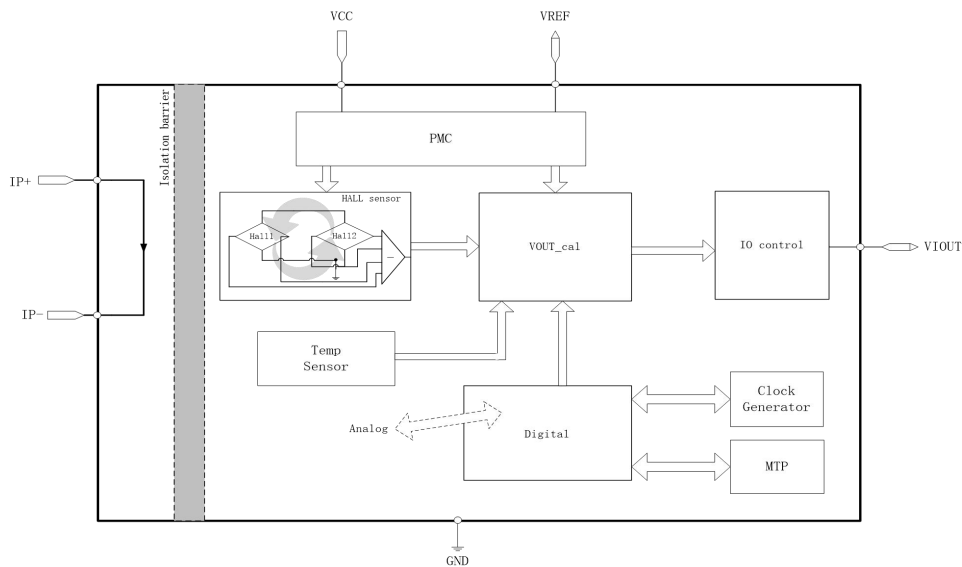 VCC
VREF
Isolation barrier
PMC
IP+
HALL sensor
Hall1
Hall2
VOUT_cal
IO control
VIOUT
IP-
Temp
Sensor
Clock
Generator
Analog
Digital
MTP
GND